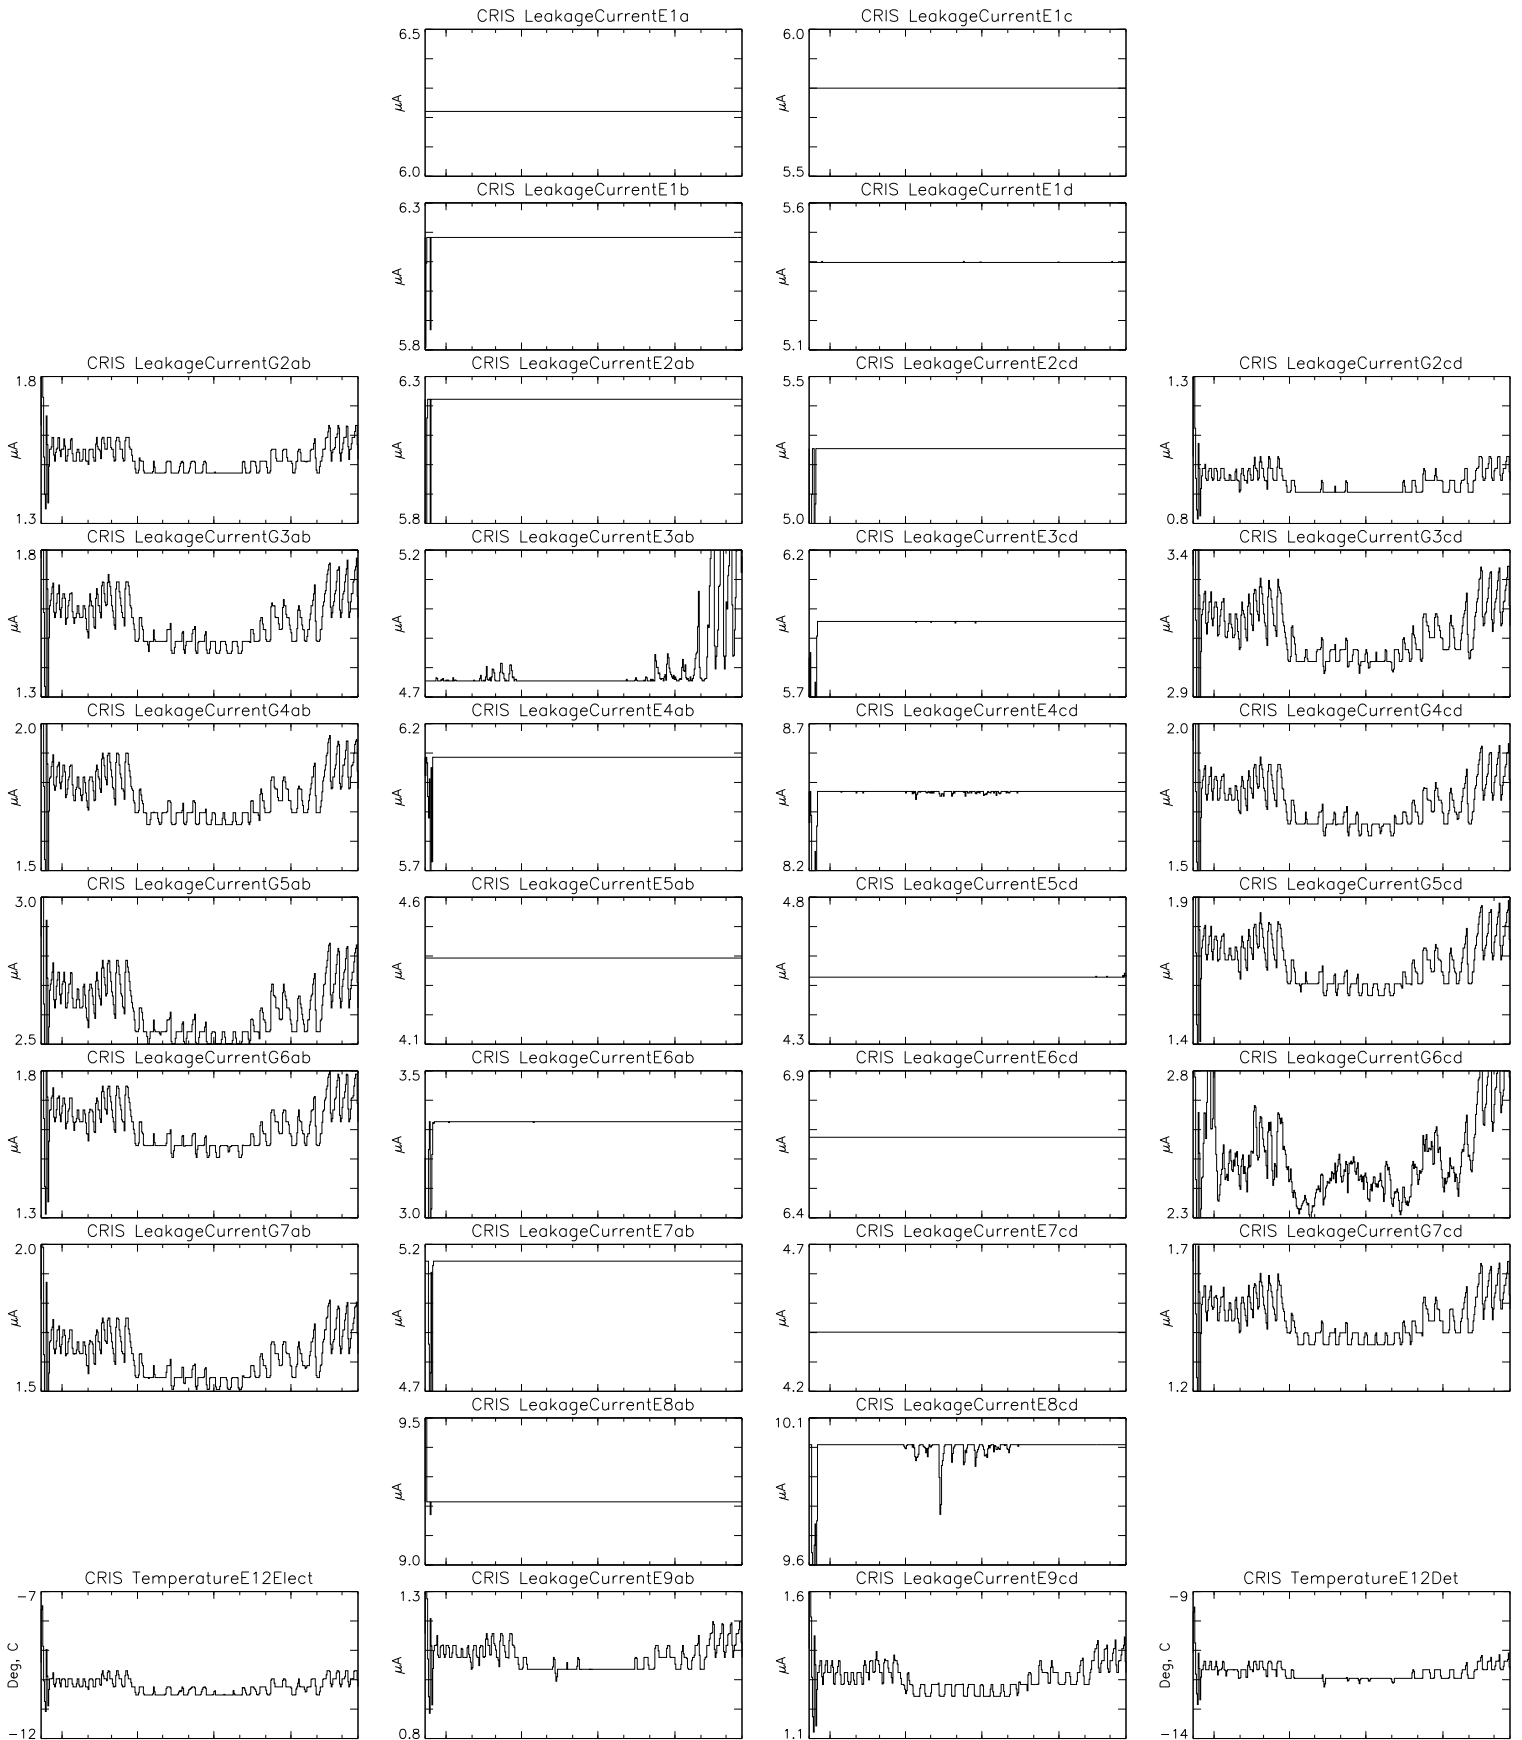 CRIS LeakageCurrentE1a
CRIS LeakageCurrentE1c
6.5
μA
6.0
6.0
μA
5.5
CRIS LeakageCurrentE1b
CRIS LeakageCurrentE1d
6.3
μA
5.8
5.6
μA
5.1
CRIS LeakageCurrentG2ab
CRIS LeakageCurrentE2ab
CRIS LeakageCurrentE2cd
CRIS LeakageCurrentG2cd
1.8
μA
1.3
6.3
μA
5.8
5.5
μA
5.0
1.3
μA
0.8
CRIS LeakageCurrentG3ab
CRIS LeakageCurrentE3ab
CRIS LeakageCurrentE3cd
CRIS LeakageCurrentG3cd
1.8
μA
1.3
5.2
μA
4.7
6.2
μA
5.7
3.4
μA
2.9
CRIS LeakageCurrentG4ab
CRIS LeakageCurrentE4ab
CRIS LeakageCurrentE4cd
CRIS LeakageCurrentG4cd
2.0
μA
1.5
6.2
μA
5.7
8.7
μA
8.2
2.0
μA
1.5
CRIS LeakageCurrentG5ab
CRIS LeakageCurrentE5ab
CRIS LeakageCurrentE5cd
CRIS LeakageCurrentG5cd
3.0
μA
2.5
4.6
μA
4.1
4.8
μA
4.3
1.9
μA
1.4
CRIS LeakageCurrentG6ab
CRIS LeakageCurrentE6ab
CRIS LeakageCurrentE6cd
CRIS LeakageCurrentG6cd
1.8
μA
1.3
3.5
μA
3.0
6.9
μA
6.4
2.8
μA
2.3
CRIS LeakageCurrentG7ab
CRIS LeakageCurrentE7ab
CRIS LeakageCurrentE7cd
CRIS LeakageCurrentG7cd
2.0
μA
1.5
5.2
μA
4.7
4.7
μA
4.2
1.7
μA
1.2
CRIS LeakageCurrentE8ab
CRIS LeakageCurrentE8cd
9.5
μA
9.0
10.1
μA
9.6
CRIS TemperatureE12Elect
CRIS LeakageCurrentE9ab
CRIS LeakageCurrentE9cd
CRIS TemperatureE12Det
-7
Deg, C
-12
1.3
μA
0.8
1.6
μA
1.1
-9
Deg, C
-14